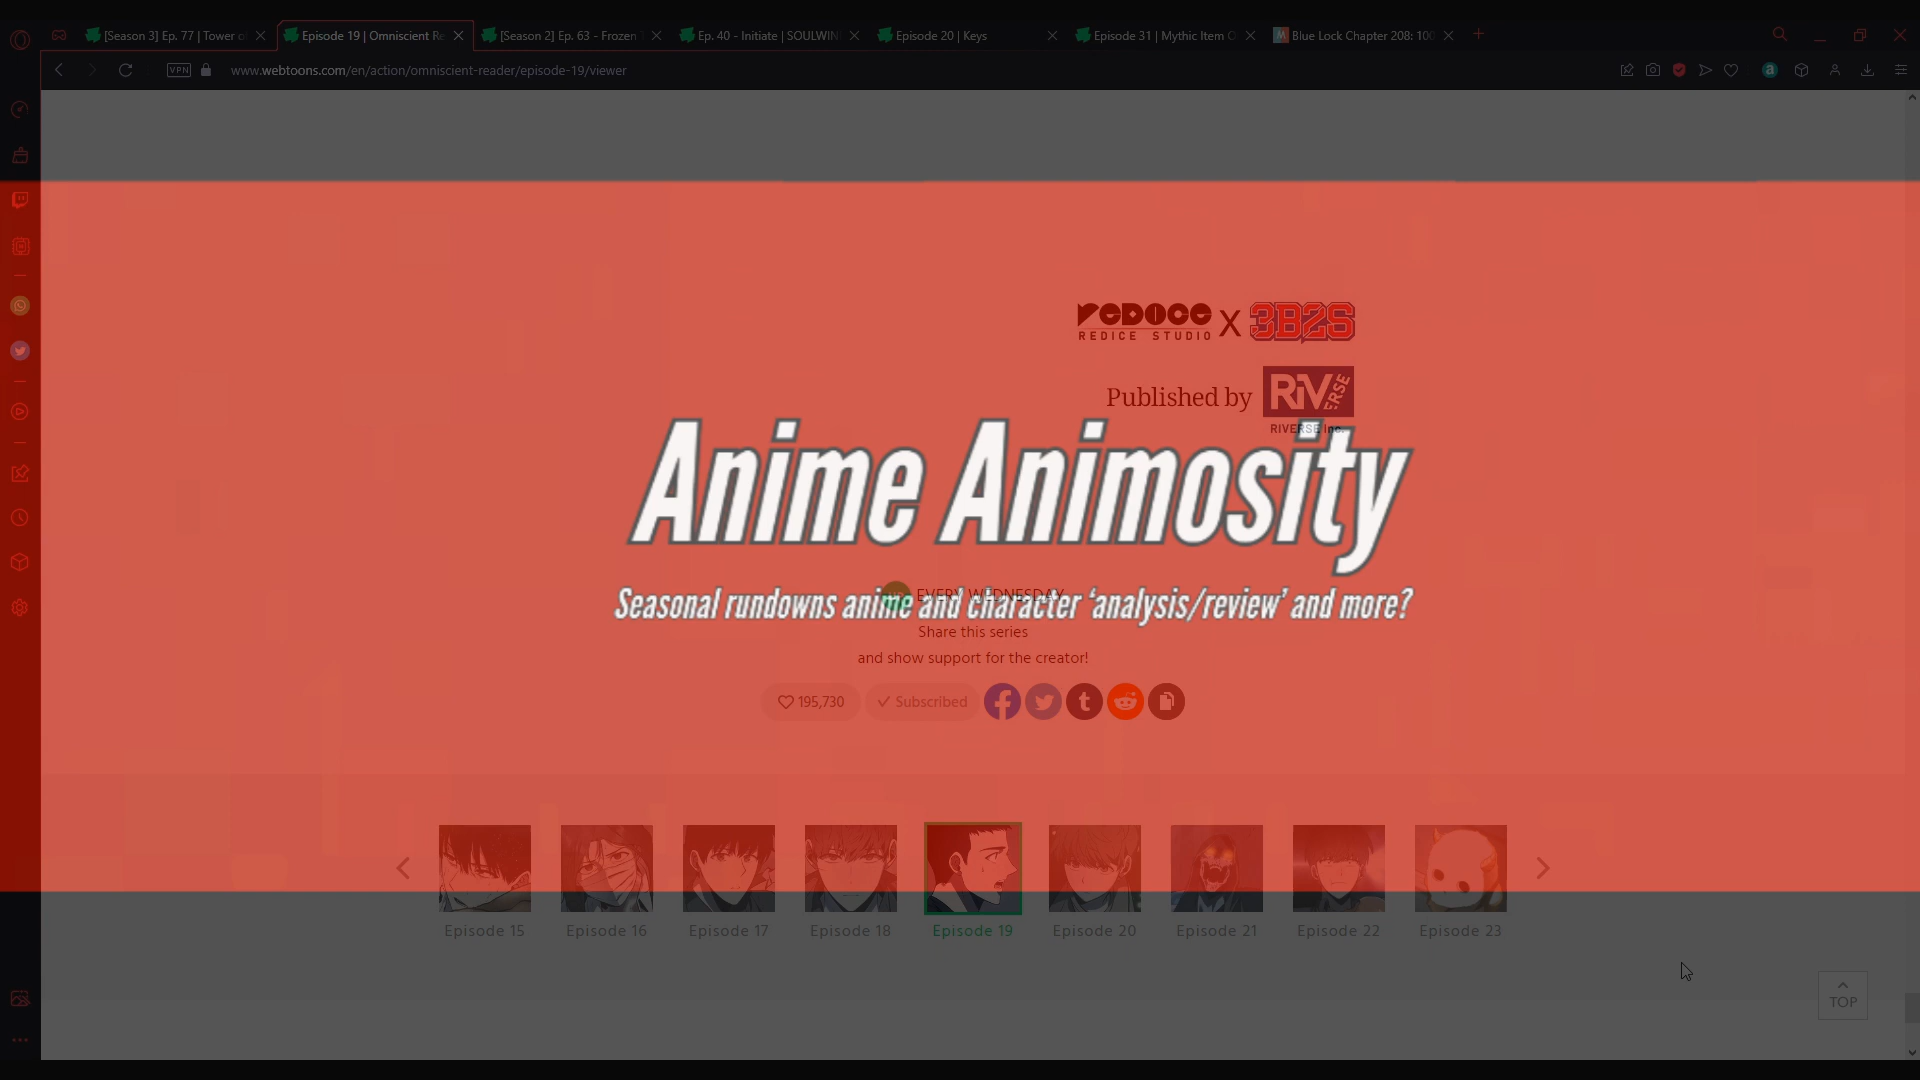 [Season 3] Ep. 77 | Tower o
Episode 19 | Omniscient Re
[Season 2] Ep. 63 - Frozen T
Ep. 40 - Initiate | SOULWIN
Episode 20 | Keys
Episode 31 | Mythic Item O
Blue Lock Chapter 208: 100
VPN
www.webtoons.com/en/action/omniscient-reader/episode-19/viewer
REDICE
REDICE STUDIO
X
3B2S
Published by
RIVERSE
RIVERSE Inc.
Anime Animosity
EVERY WEDNESDAY
Seasonal rundowns anime and character ‘analysis/review’ and more?
Share this series
and show support for the creator!
195,730
Subscribed
Episode 15
Episode 16
Episode 17
Episode 18
Episode 19
Episode 20
Episode 21
Episode 22
Episode 23
TOP